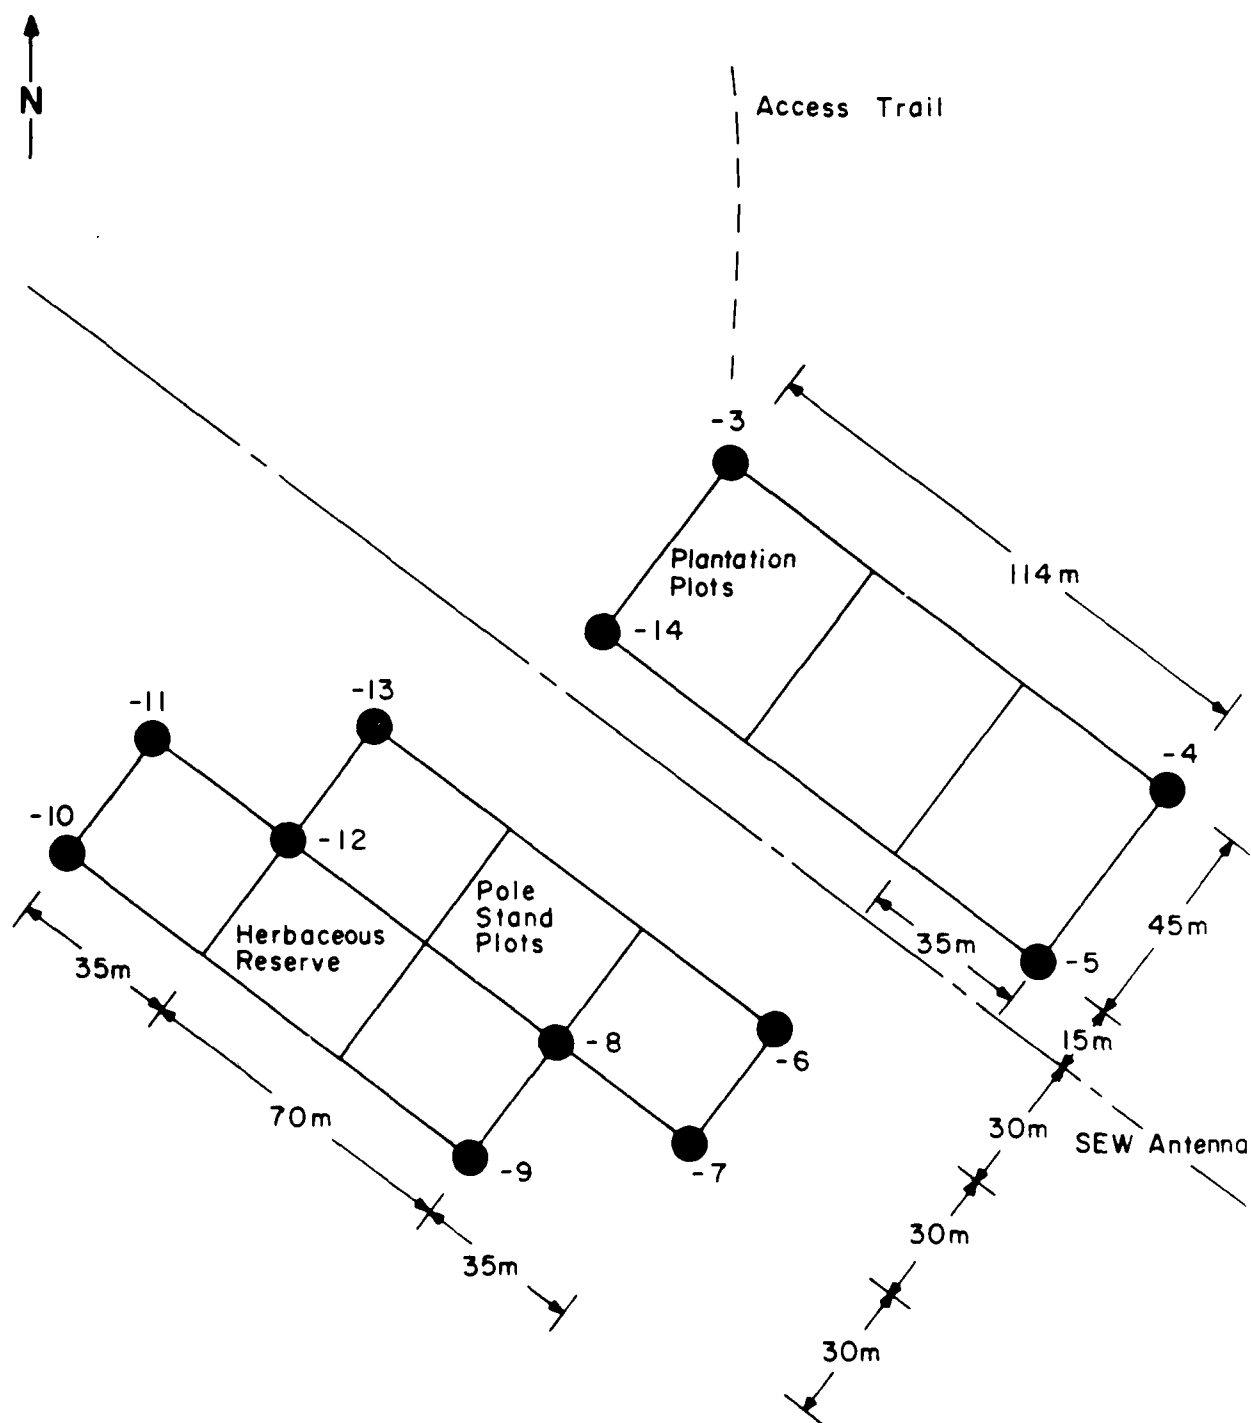 N
Access Trail
-3
114m
Plantation
Plots
-14
-11
-13
-4
-10
-12
Pole
Stand
Plots
45m
Herbaceous
Reserve
35m
-5
35m
15m
-8
-6
70m
30m
SEW Antenna
-9
-7
30m
35m
30m